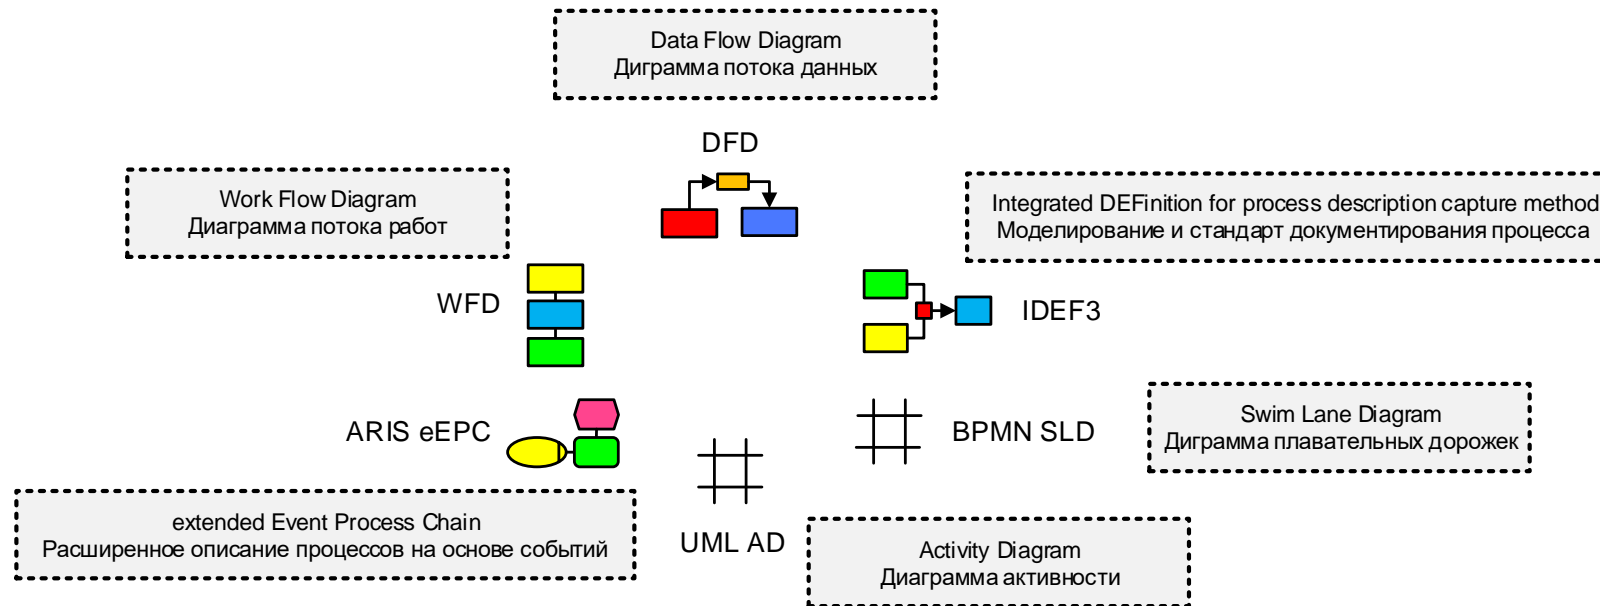 Data Flow Diagram
Диграмма потока данных
DFD
Work Flow Diagram
Диаграмма потока работ
Integrated DEFinition for process description capture method
Моделирование и стандарт документирования процесса
WFD
IDEF3
ARIS eEPC
BPMN SLD
Swim Lane Diagram
Диграмма плавательных дорожек
extended Event Process Chain
Расширенное описание процессов на основе событий
UML AD
Activity Diagram
Диаграмма активности